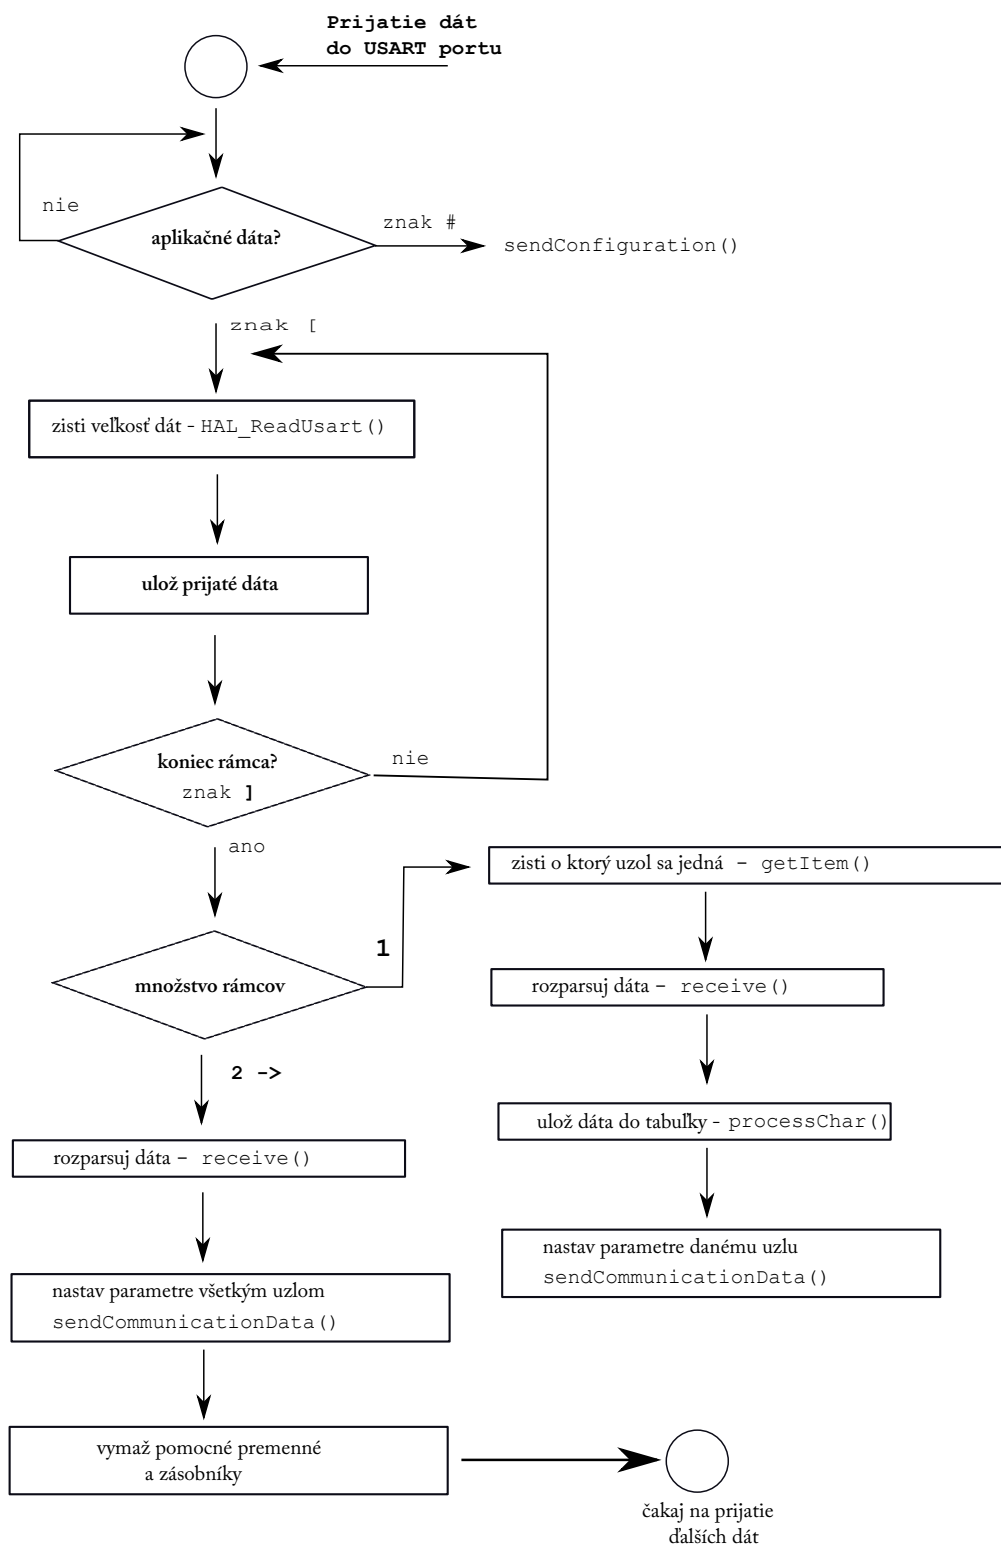 Prijatie dát
do USART portu
nie
aplikačné dáta?
znak #
sendConfiguration()
znak [
zisti veľkosť dát - HAL_ReadUsart()
ulož prijaté dáta
koniec rámca?
znak ]
nie
ano
množstvo rámcov
1
zisti o ktorý uzol sa jedná – getItem()
rozparsuj dáta – receive()
ulož dáta do tabuľky - processChar()
nastav parametre danému uzlu
sendCommunicationData()
2 ->
rozparsuj dáta – receive()
nastav parametre všetkým uzlom
sendCommunicationData()
vymaž pomocné premenné
a zásobníky
čakaj na prijatie
ďalších dát